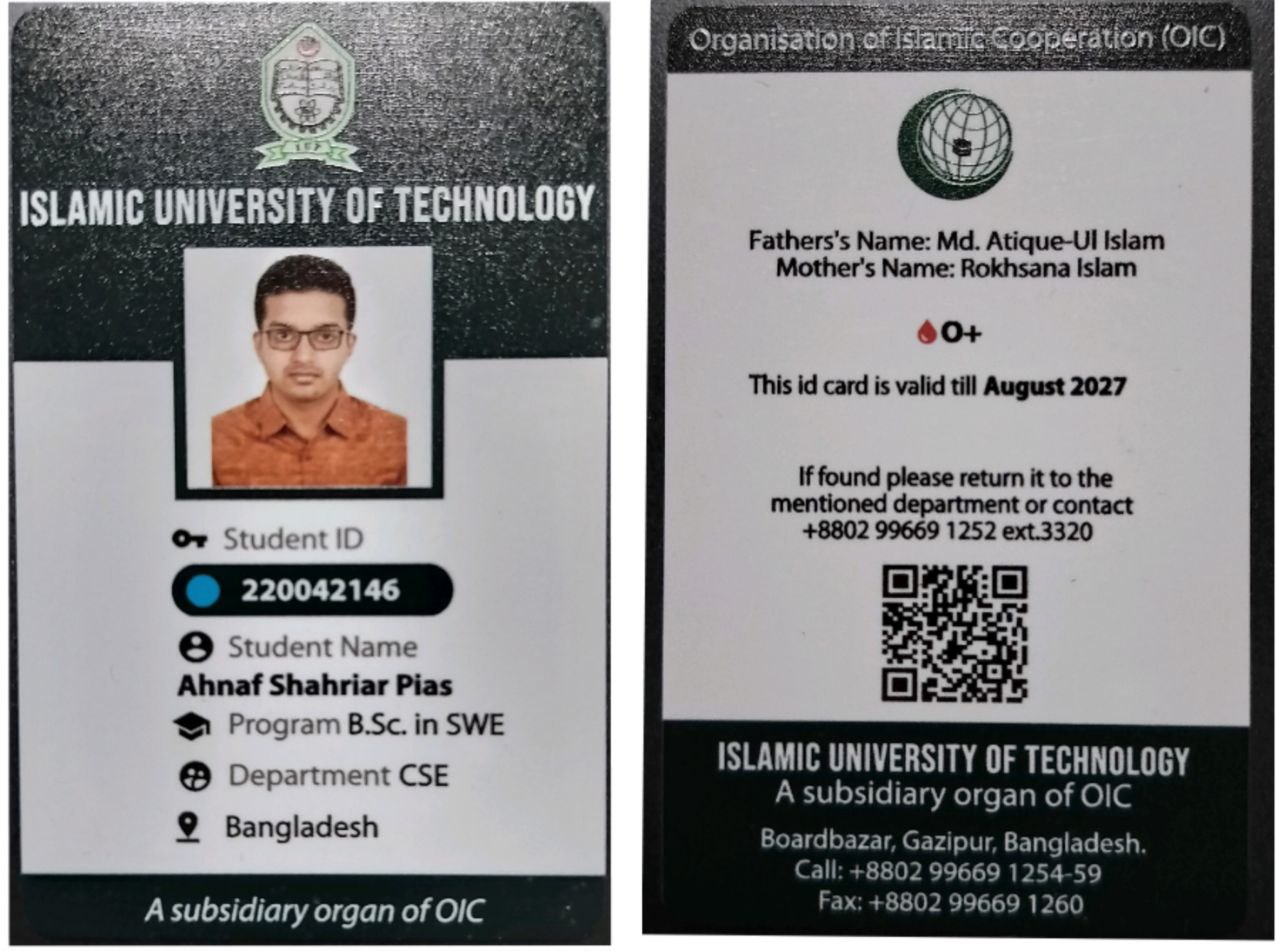 IUT
ISLAMIC UNIVERSITY OF TECHNOLOGY
Student ID
220042146
Student Name
Ahnaf Shahriar Pias
Program B.Sc. in SWE
Department CSE
Bangladesh
A subsidiary organ of OIC
Organisation of Islamic Cooperation (OIC)
Fathers's Name: Md. Atique-Ul Islam
Mother's Name: Rokhsana Islam
O+
This id card is valid till August 2027
If found please return it to the
mentioned department or contact
+8802 99669 1252 ext.3320
ISLAMIC UNIVERSITY OF TECHNOLOGY
A subsidiary organ of OIC
Boardbazar, Gazipur, Bangladesh.
Call: +8802 99669 1254-59
Fax: +8802 99669 1260